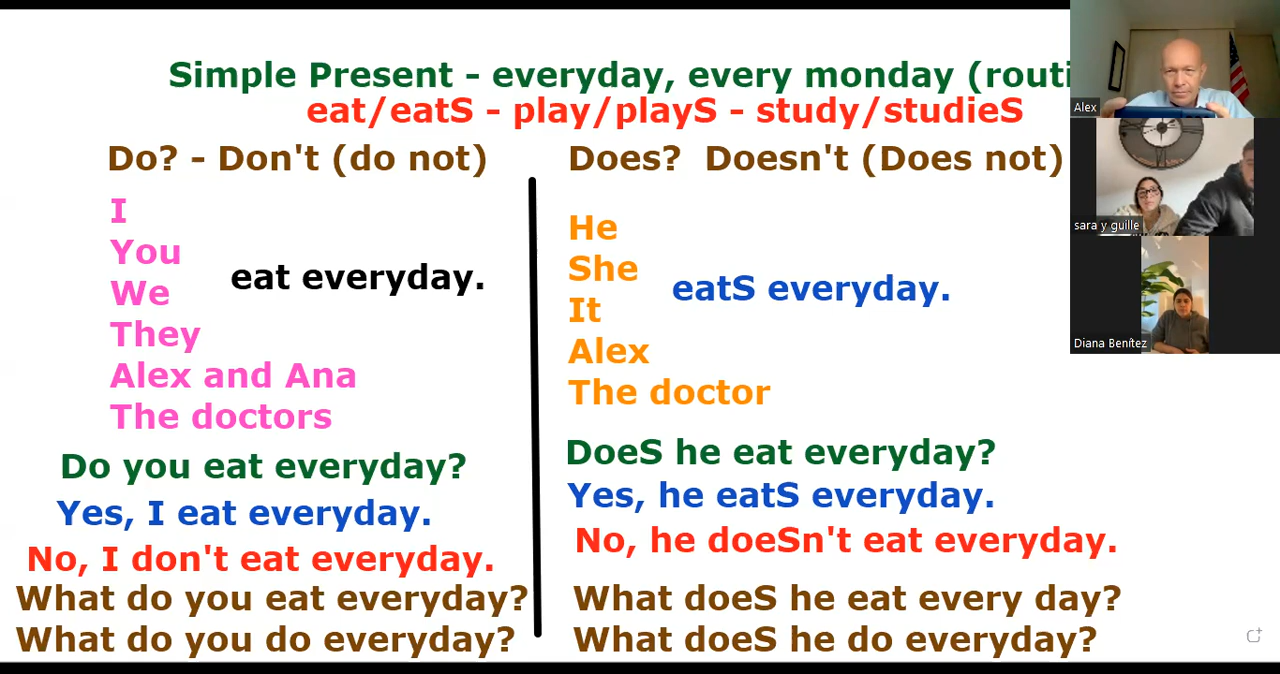 Simple Present - everyday, every monday (routi
eat/eatS - play/playS - study/studieS
Do? - Don't (do not)
I
You
We
They
Alex and Ana
The doctors
eat everyday.
Do you eat everyday?
Yes, I eat everyday.
No, I don't eat everyday.
What do you eat everyday?
What do you do everyday?
Does? Doesn't (Does not)
He
She
It
Alex
The doctor
eatS everyday.
DoeS he eat everyday?
Yes, he eatS everyday.
No, he doeSn't eat everyday.
What doeS he eat every day?
What doeS he do everyday?
Alex
sara y guille
Diana Benítez